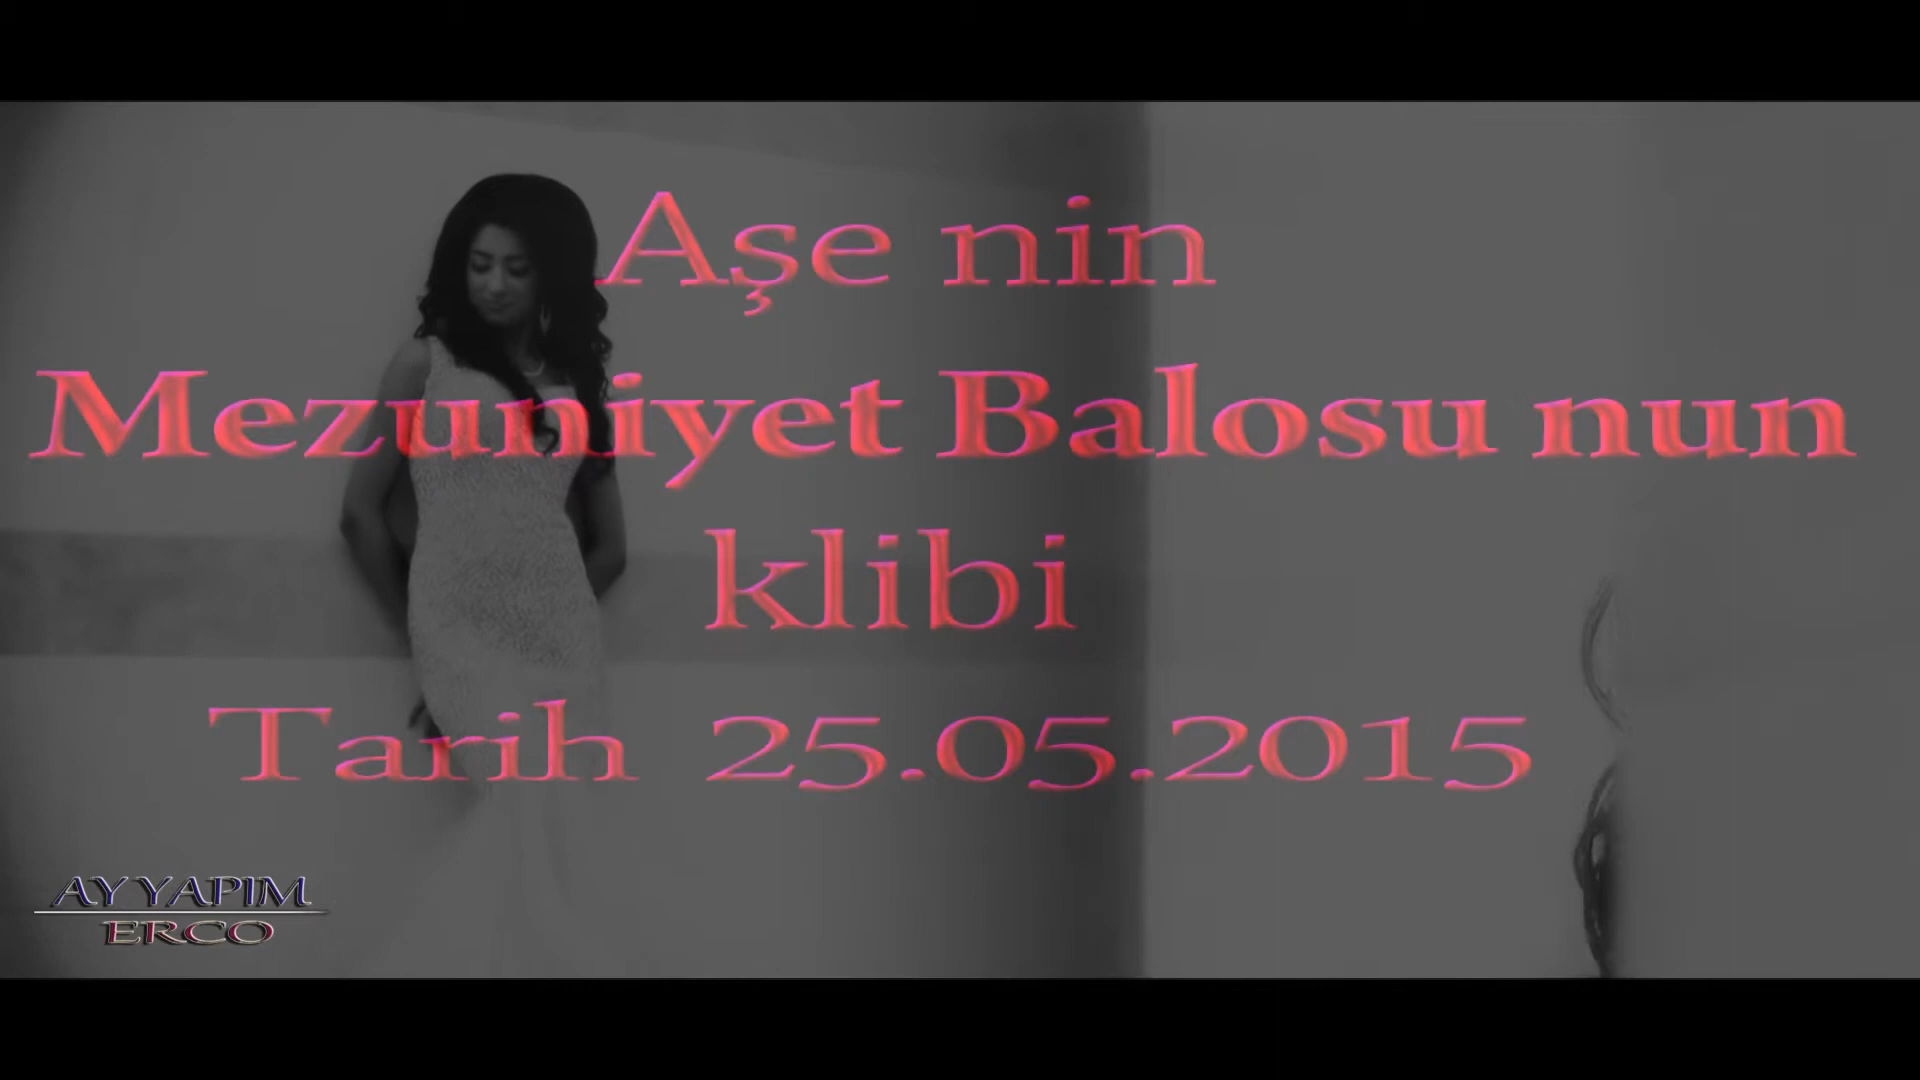 Aşe nin
Mezuniyet Balosu nun
klibi
Tarih 25.05.2015
AY YAPIM
ERCO